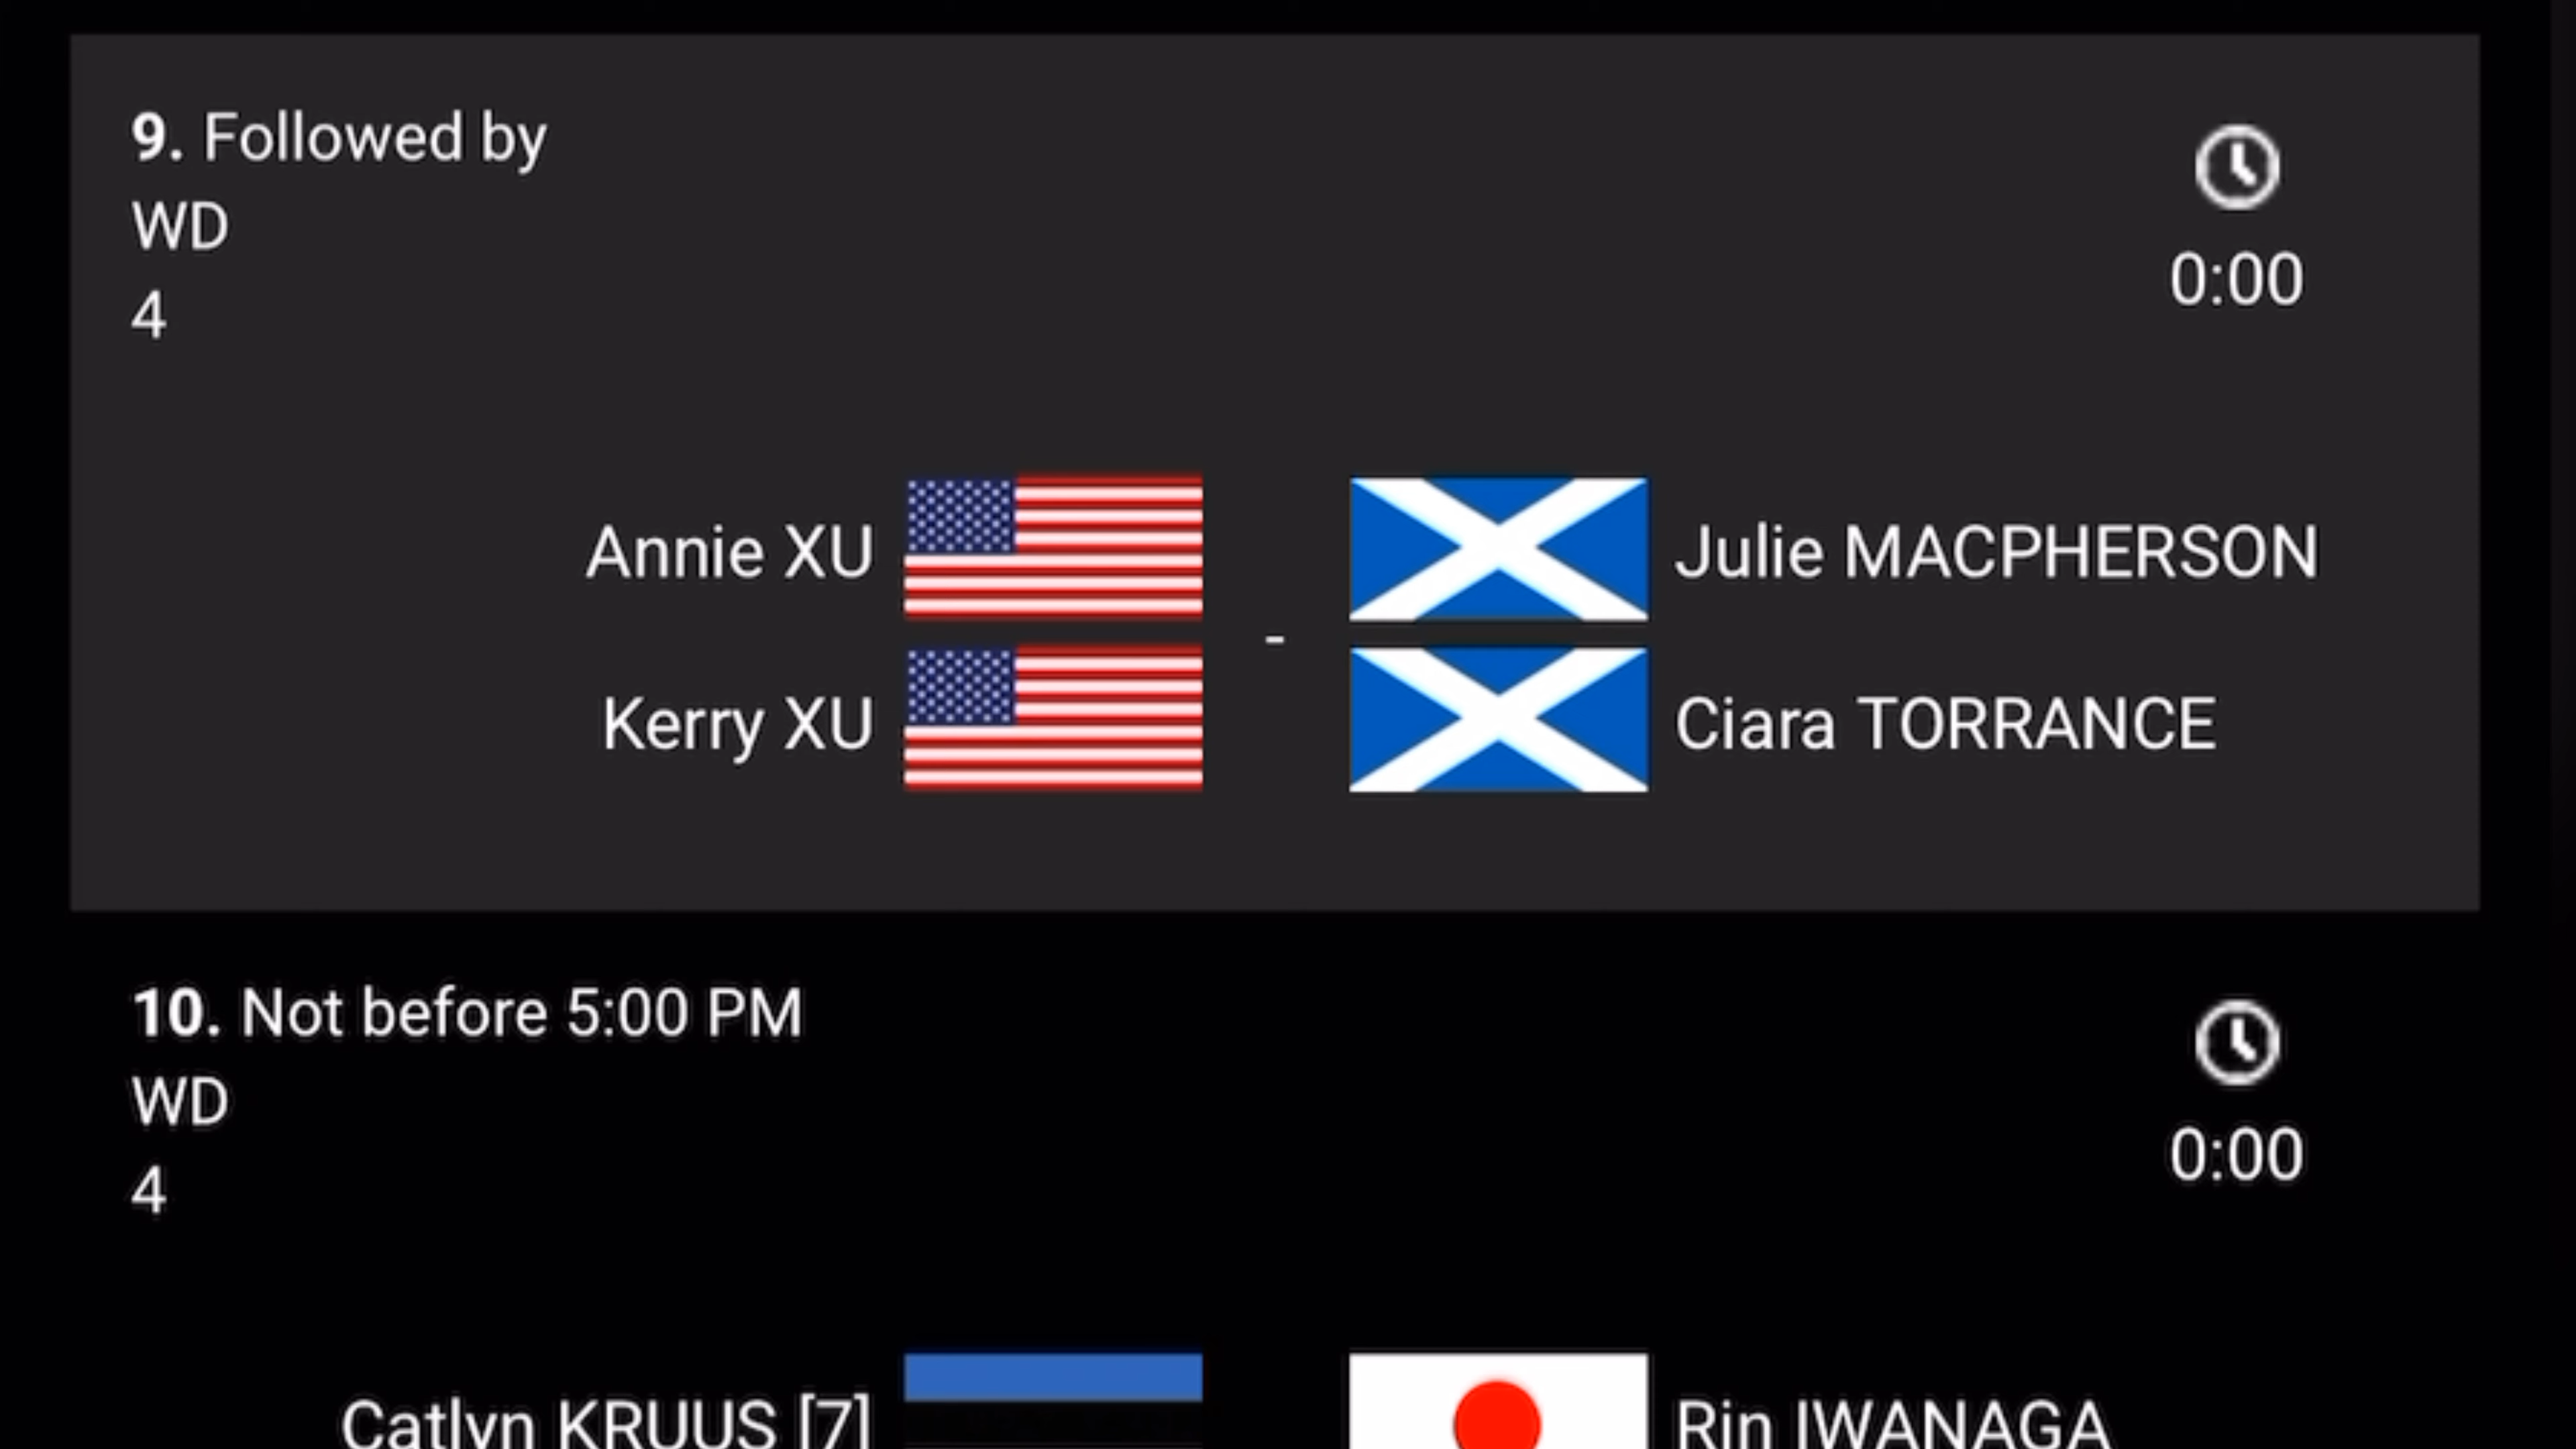 9. Followed by
WD
4
0:00
Annie XU
Julie MACPHERSON
-
Kerry XU
Ciara TORRANCE
10. Not before 5:00 PM
WD
4
0:00
Catlyn KRUUS [7]
Rin IWANAGA